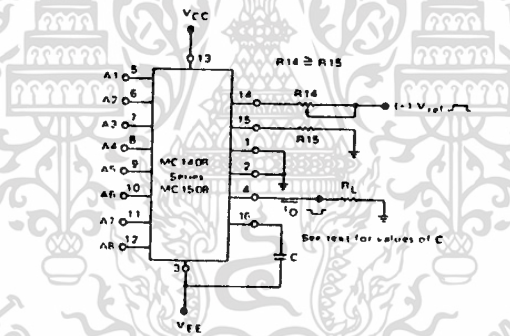 VCC
13
R14 ≅ R15
A1 5
A2 6
A3 7
A4 8
A5 9
A6 10
A7 11
A8 12
MC1408
Series
MC1508
14
R14
(+) Vref
15
R15
1
2
4
IO
RL
See text for values of C
16
C
3
VEE